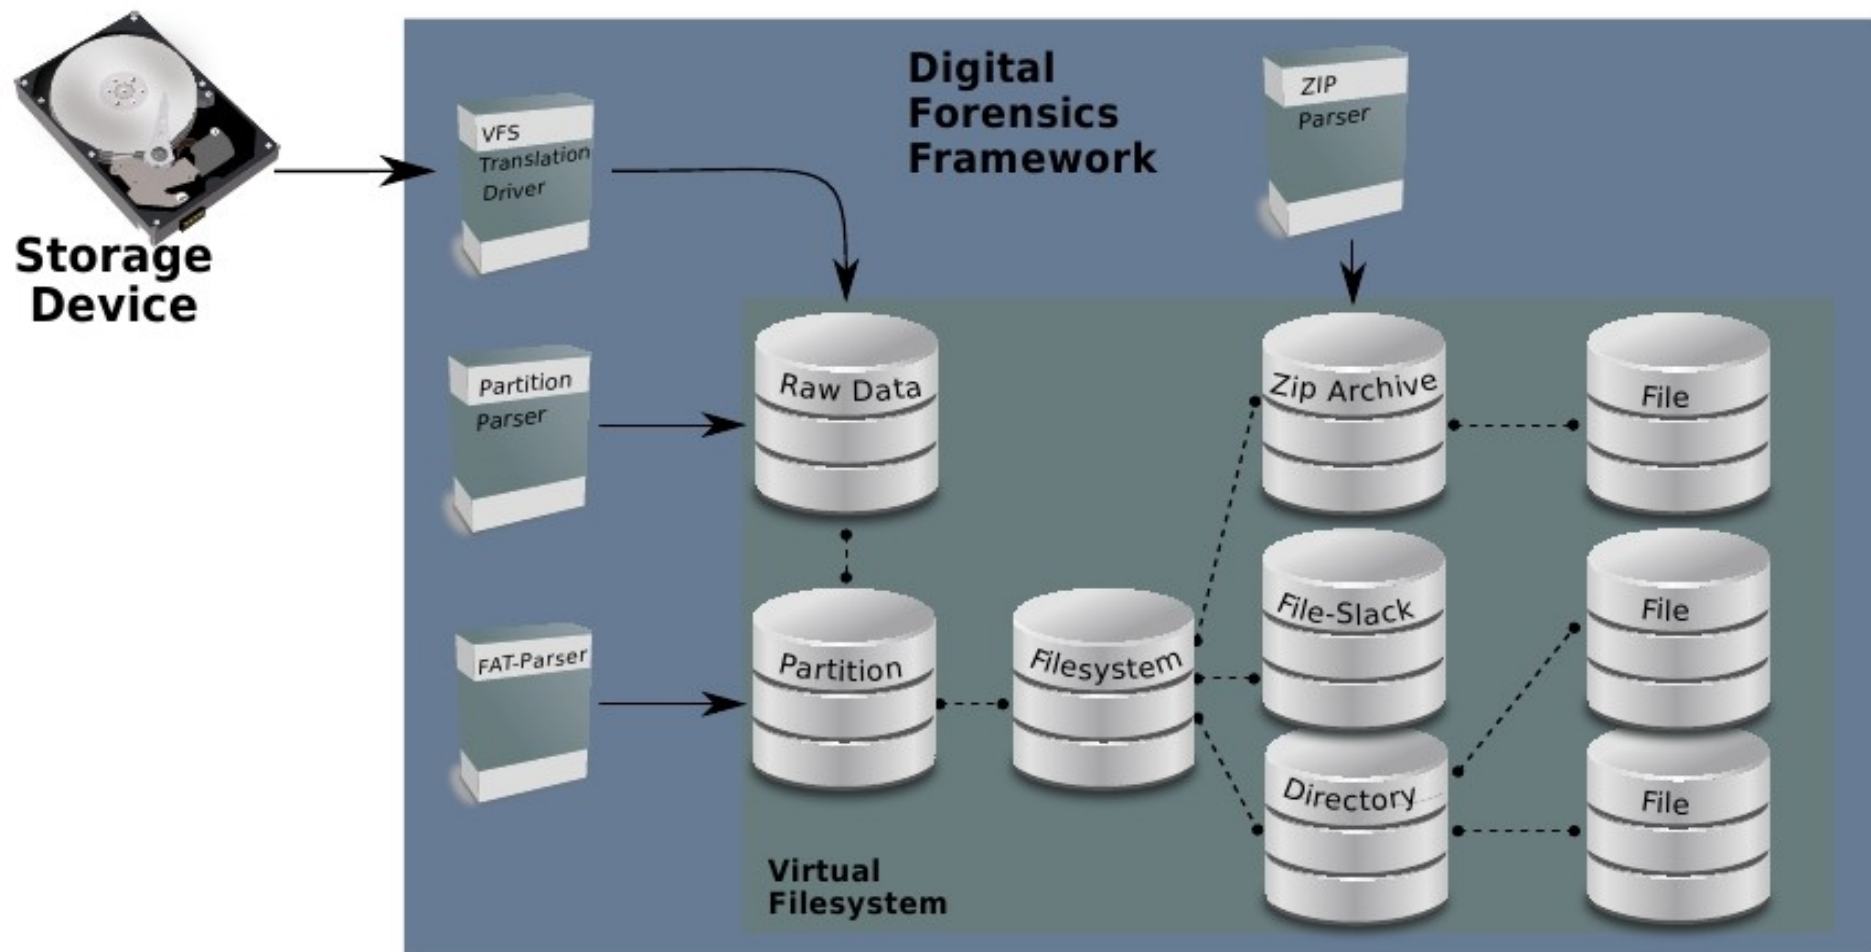 Storage
Device
VFS
Translation
Driver
Digital
Forensics
Framework
ZIP
Parser
Partition
Parser
Raw Data
Zip Archive
File
FAT-Parser
Partition
Filesystem
File-Slack
File
Directory
File
Virtual
Filesystem